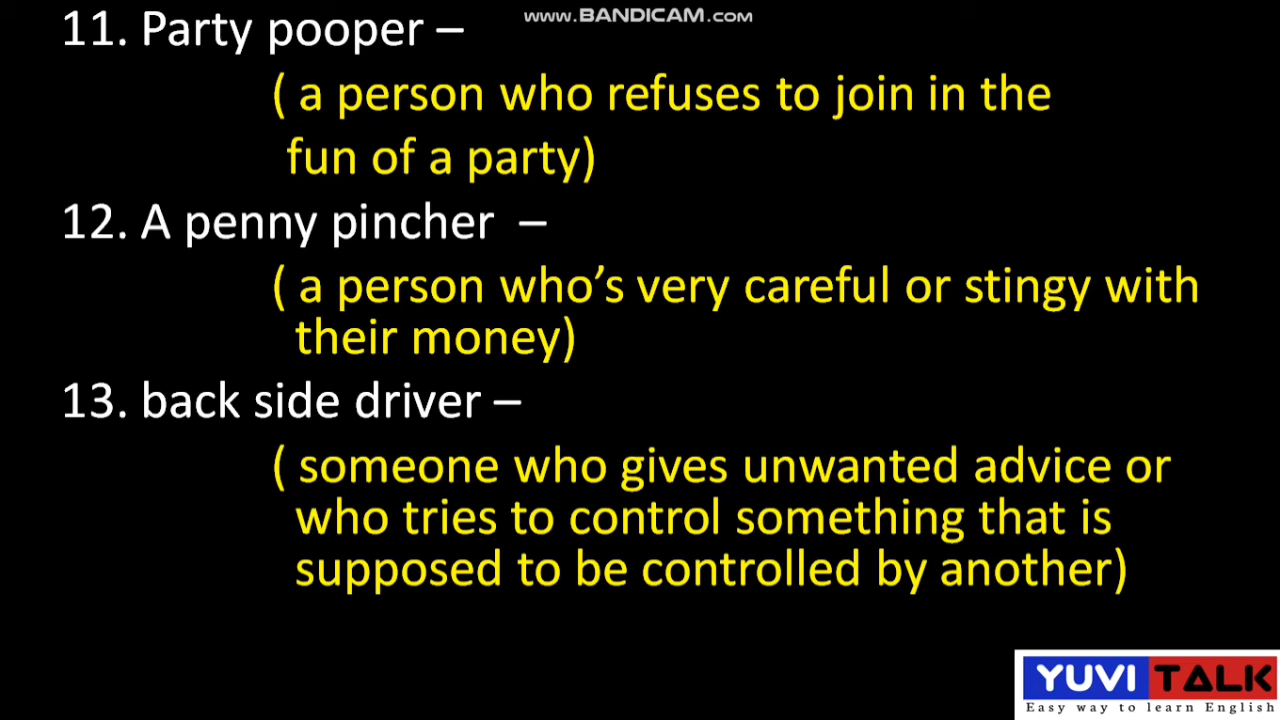 www.BANDICAM.com
11. Party pooper –
( a person who refuses to join in the
fun of a party)
12. A penny pincher –
( a person who’s very careful or stingy with
their money)
13. back side driver –
( someone who gives unwanted advice or
who tries to control something that is
supposed to be controlled by another)
YUVI TALK
Easy way to learn English